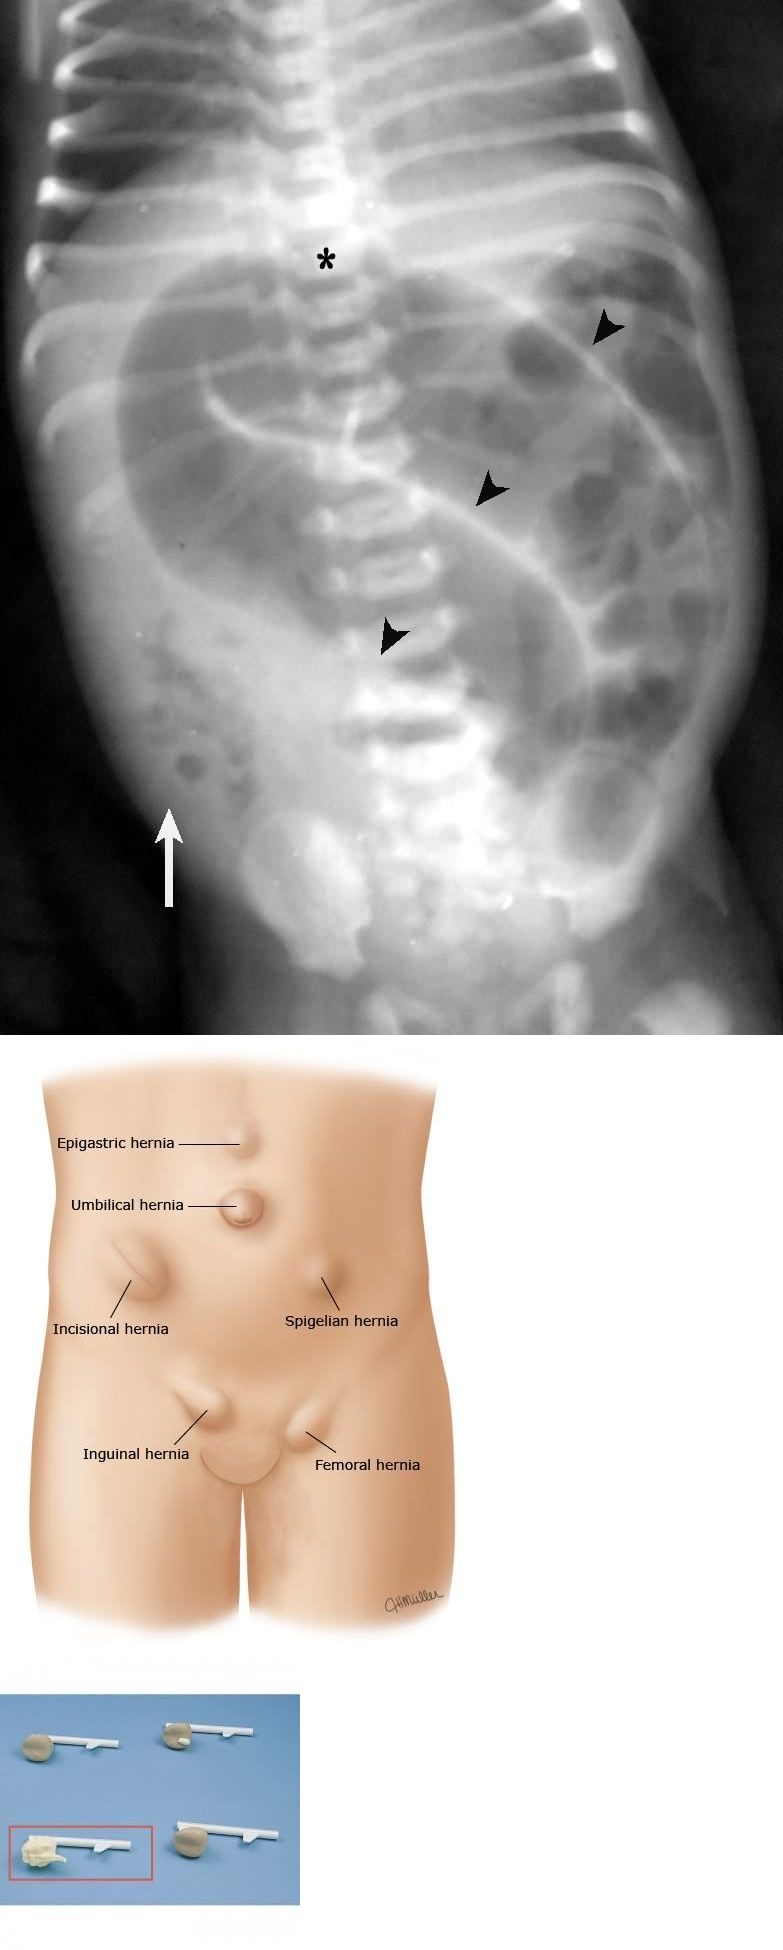 *
Epigastric hernia
Umbilical hernia
Incisional hernia
Spigelian hernia
Inguinal hernia
Femoral hernia